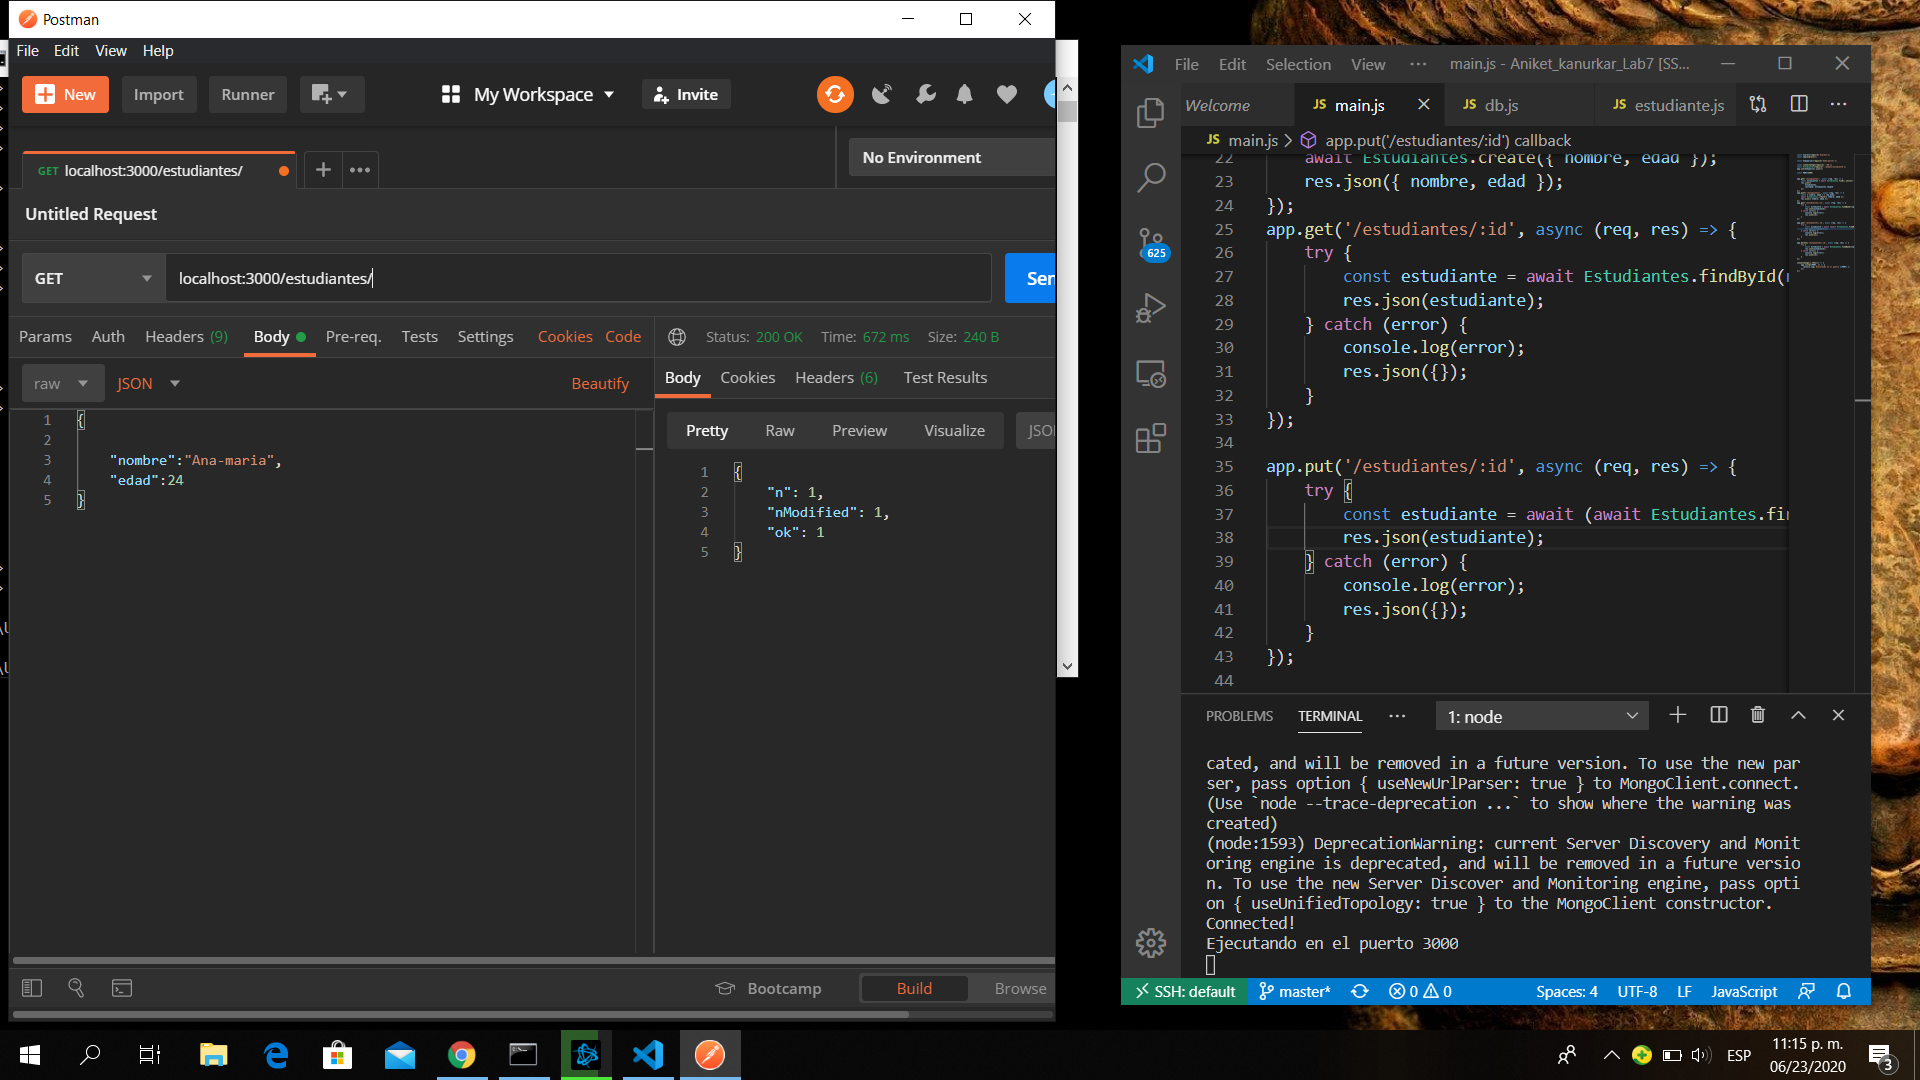 Postman
File Edit View Help
New Import Runner My Workspace Invite
GET localhost:3000/estudiantes/
No Environment
Untitled Request
GET localhost:3000/estudiantes/ Sen
Params Auth Headers (9) Body Pre-req. Tests Settings Cookies Code
Status: 200 OK Time: 672 ms Size: 240 B
raw JSON Beautify
Body Cookies Headers (6) Test Results
Pretty Raw Preview Visualize JSO
1 {
2
3 "nombre":"Ana-maria",
4 "edad":24
5 }
1 {
2 "n": 1,
3 "nModified": 1,
4 "ok": 1
5 }
Bootcamp Build Browse
File Edit Selection View ··· main.js - Aniket_kanurkar_Lab7 [SS...
Welcome JS main.js JS db.js JS estudiante.js
JS main.js > app.put('/estudiantes/:id') callback
625
22 await Estudiantes.create({ nombre, edad });
23 res.json({ nombre, edad });
24 });
25 app.get('/estudiantes/:id', async (req, res) => {
26 try {
27 const estudiante = await Estudiantes.findById(
28 res.json(estudiante);
29 } catch (error) {
30 console.log(error);
31 res.json({});
32 }
33 });
34
35 app.put('/estudiantes/:id', async (req, res) => {
36 try {
37 const estudiante = await (await Estudiantes.fi
38 res.json(estudiante);
39 } catch (error) {
40 console.log(error);
41 res.json({});
42 }
43 });
44
PROBLEMS TERMINAL ··· 1: node
cated, and will be removed in a future version. To use the new par
ser, pass option { useNewUrlParser: true } to MongoClient.connect.
(Use `node --trace-deprecation ...` to show where the warning was
created)
(node:1593) DeprecationWarning: current Server Discovery and Monit
oring engine is deprecated, and will be removed in a future versio
n. To use the new Server Discover and Monitoring engine, pass opti
on { useUnifiedTopology: true } to the MongoClient constructor.
Connected!
Ejecutando en el puerto 3000
SSH: default master* 0 0 Spaces: 4 UTF-8 LF JavaScript
ESP
11:15 p. m.
06/23/2020
3